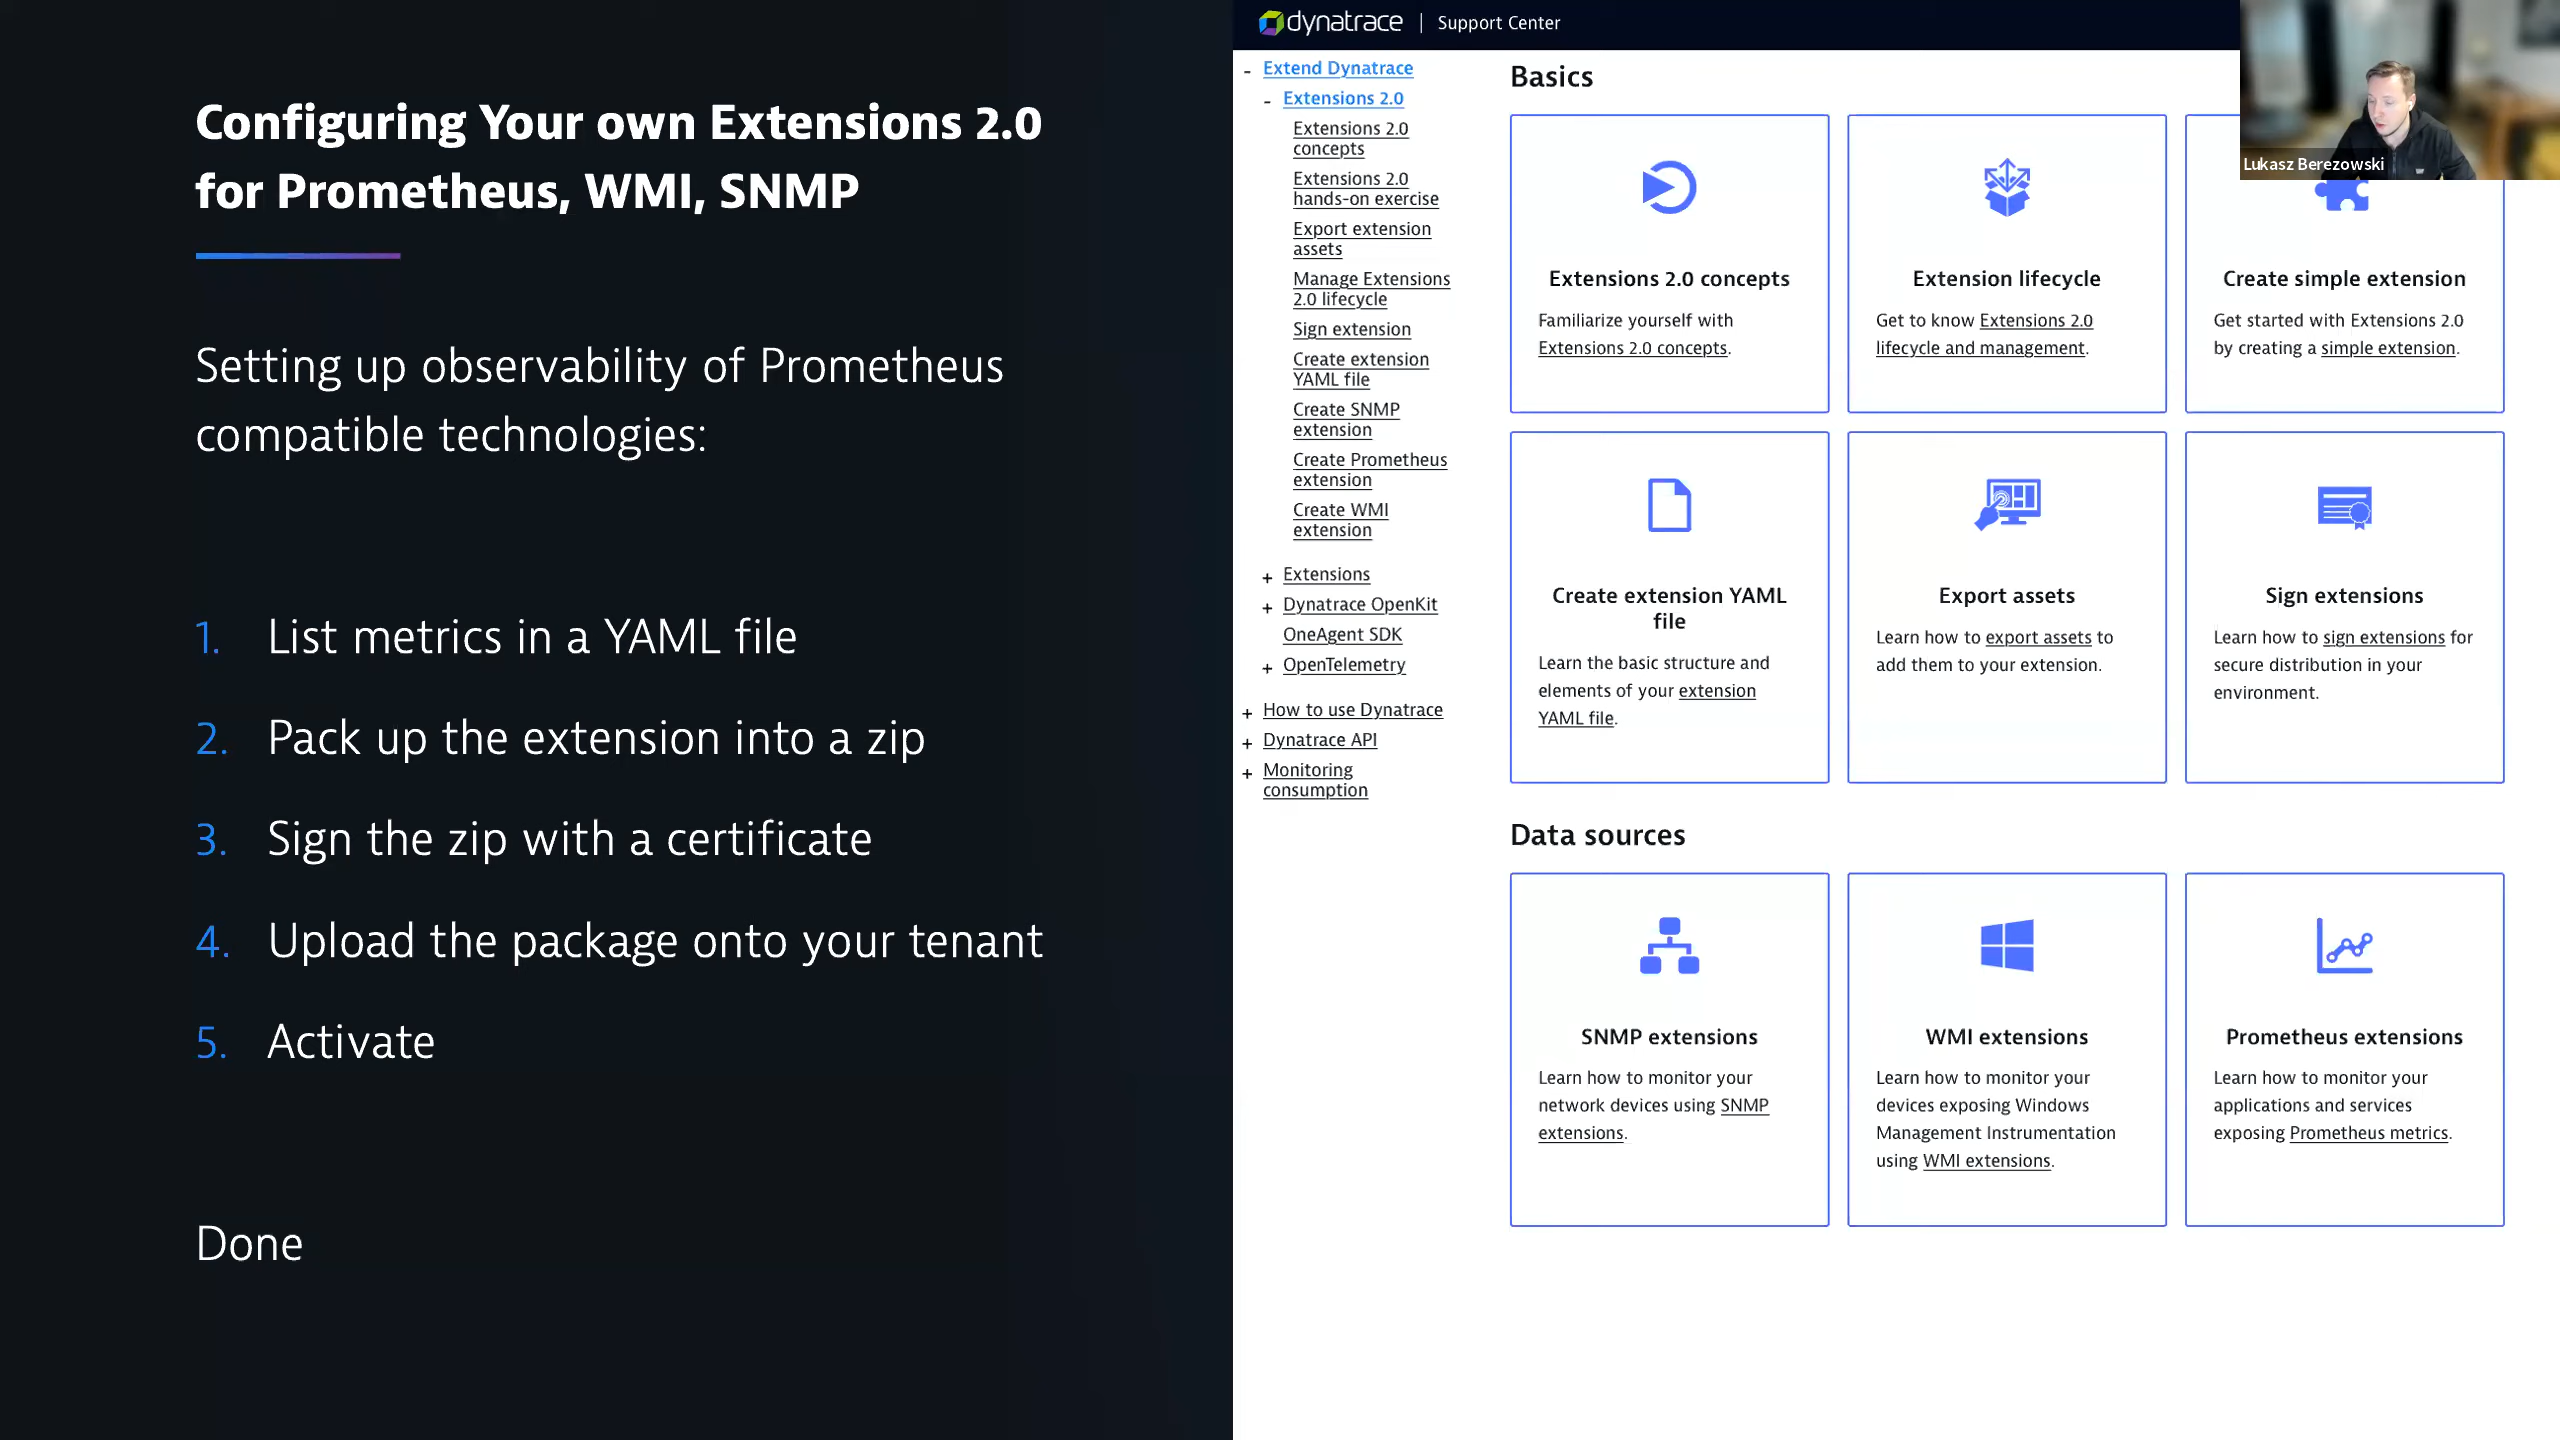 Configuring Your own Extensions 2.0
for Prometheus, WMI, SNMP
Setting up observability of Prometheus
compatible technologies:
1. List metrics in a YAML file
2. Pack up the extension into a zip
3. Sign the zip with a certificate
4. Upload the package onto your tenant
5. Activate
Done
dynatrace | Support Center
- Extend Dynatrace
- Extensions 2.0
Extensions 2.0
concepts
Extensions 2.0
hands-on exercise
Export extension
assets
Manage Extensions
2.0 lifecycle
Sign extension
Create extension
YAML file
Create SNMP
extension
Create Prometheus
extension
Create WMI
extension
+ Extensions
+ Dynatrace OpenKit
OneAgent SDK
+ OpenTelemetry
+ How to use Dynatrace
+ Dynatrace API
+ Monitoring
consumption
Basics
Extensions 2.0 concepts
Familiarize yourself with
Extensions 2.0 concepts.
Extension lifecycle
Get to know Extensions 2.0
lifecycle and management.
Create simple extension
Get started with Extensions 2.0
by creating a simple extension.
Create extension YAML
file
Learn the basic structure and
elements of your extension
YAML file.
Export assets
Learn how to export assets to
add them to your extension.
Sign extensions
Learn how to sign extensions for
secure distribution in your
environment.
Data sources
SNMP extensions
Learn how to monitor your
network devices using SNMP
extensions.
WMI extensions
Learn how to monitor your
devices exposing Windows
Management Instrumentation
using WMI extensions.
Prometheus extensions
Learn how to monitor your
applications and services
exposing Prometheus metrics.
Lukasz Berezowski